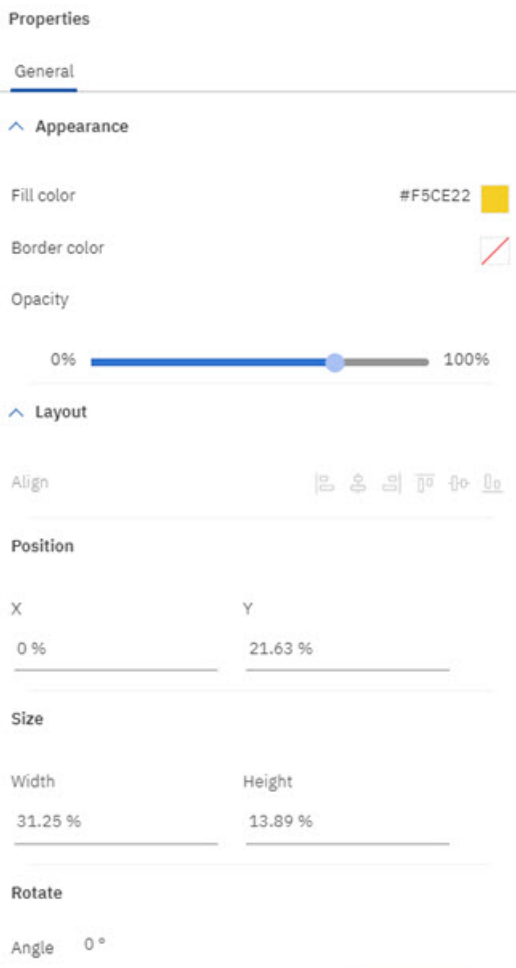 Properties
General
Appearance
Fill color #F5CE22
Border color
Opacity
0% 100%
Layout
Align
Position
X Y
0 % 21.63 %
Size
Width Height
31.25 % 13.89 %
Rotate
Angle 0 °